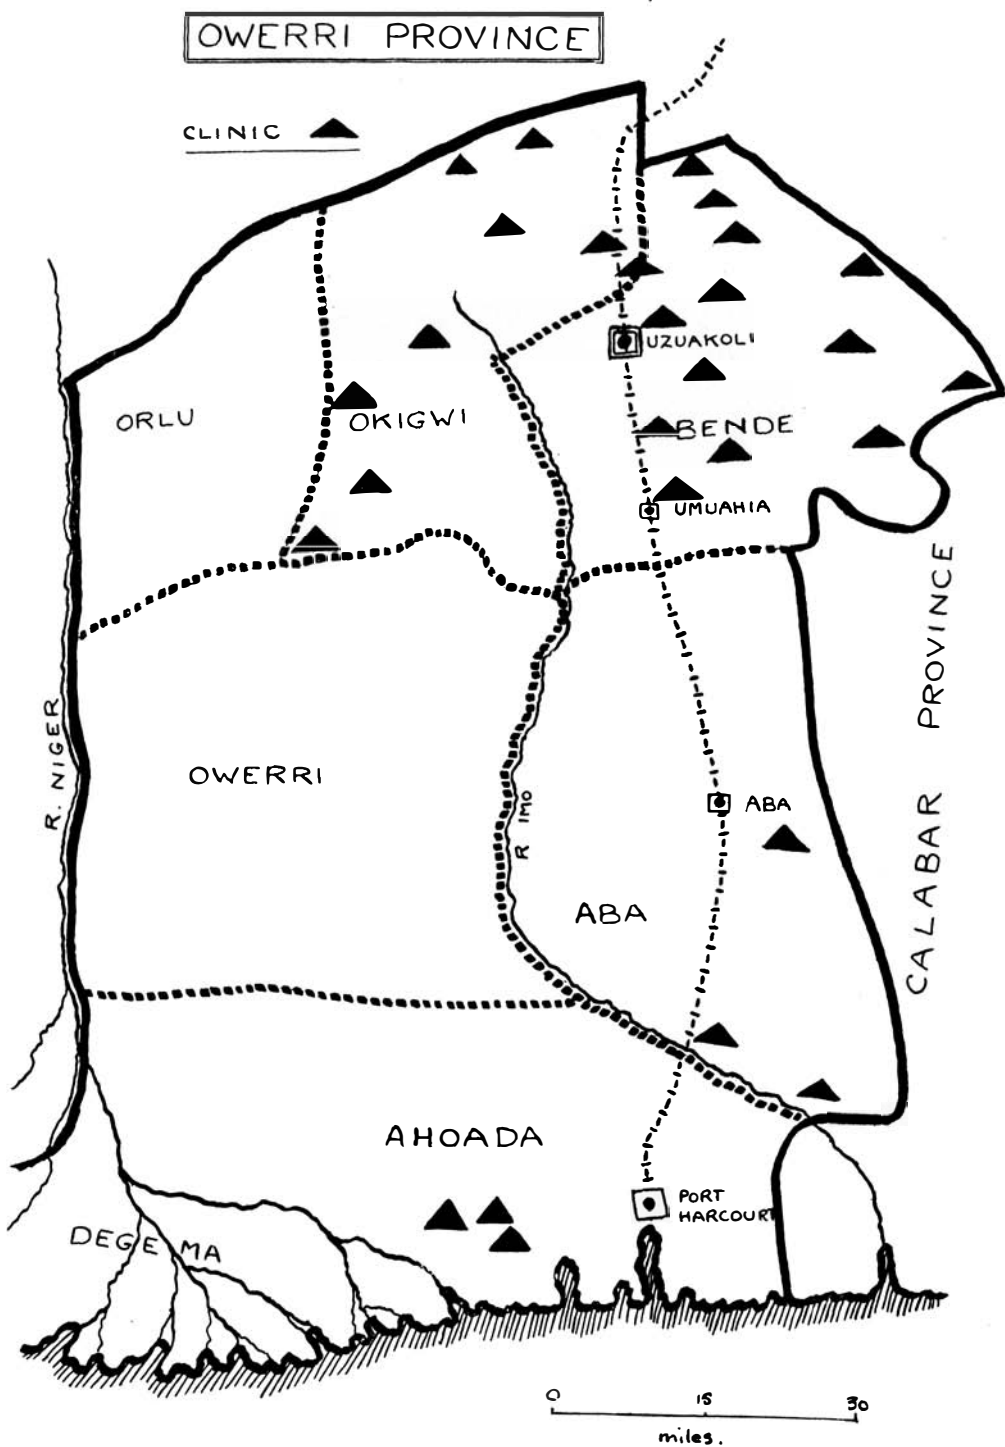 OWERRI PROVINCE
CLINIC
UZUAKOLI
ORLU
OKIGWI
BENDE
UMUAHIA
CALABAR PROVINCE
R. NIGER
OWERRI
R IMO
ABA
ABA
AHOADA
PORT
HARCOURT
DEGEMA
0 15 30
miles.